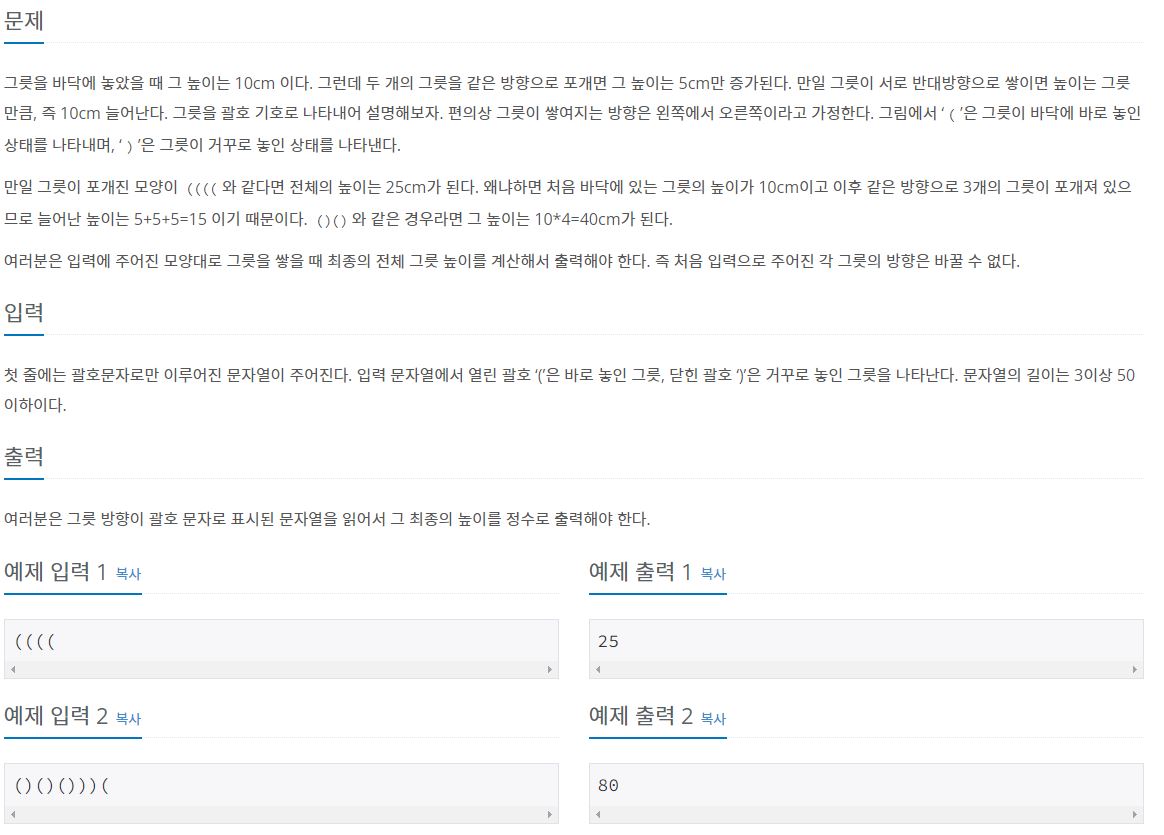 문제
그릇을 바닥에 놓았을 때 그 높이는 10cm 이다. 그런데 두 개의 그릇을 같은 방향으로 포개면 그 높이는 5cm만 증가된다. 만일 그릇이 서로 반대방향으로 쌓이면 높이는 그릇
만큼, 즉 10cm 늘어난다. 그릇을 괄호 기호로 나타내어 설명해보자. 편의상 그릇이 쌓여지는 방향은 왼쪽에서 오른쪽이라고 가정한다. 그림에서 ‘(’은 그릇이 바닥에 바로 놓인
상태를 나타내며, ‘)’은 그릇이 거꾸로 놓인 상태를 나타낸다.
만일 그릇이 포개진 모양이 ((((와 같다면 전체의 높이는 25cm가 된다. 왜냐하면 처음 바닥에 있는 그릇의 높이가 10cm이고 이후 같은 방향으로 3개의 그릇이 포개져 있으
므로 늘어난 높이는 5+5+5=15 이기 때문이다. ()()와 같은 경우라면 그 높이는 10*4=40cm가 된다.
여러분은 입력에 주어진 모양대로 그릇을 쌓을 때 최종의 전체 그릇 높이를 계산해서 출력해야 한다. 즉 처음 입력으로 주어진 각 그릇의 방향은 바꿀 수 없다.
입력
첫 줄에는 괄호문자로만 이루어진 문자열이 주어진다. 입력 문자열에서 열린 괄호 ‘(’은 바로 놓인 그릇, 닫힌 괄호 ‘)’은 거꾸로 놓인 그릇을 나타난다. 문자열의 길이는 3이상 50
이하이다.
출력
여러분은 그릇 방향이 괄호 문자로 표시된 문자열을 읽어서 그 최종의 높이를 정수로 출력해야 한다.
예제 입력 1 복사
((((
예제 출력 1 복사
25
예제 입력 2 복사
()()()))(
예제 출력 2 복사
80